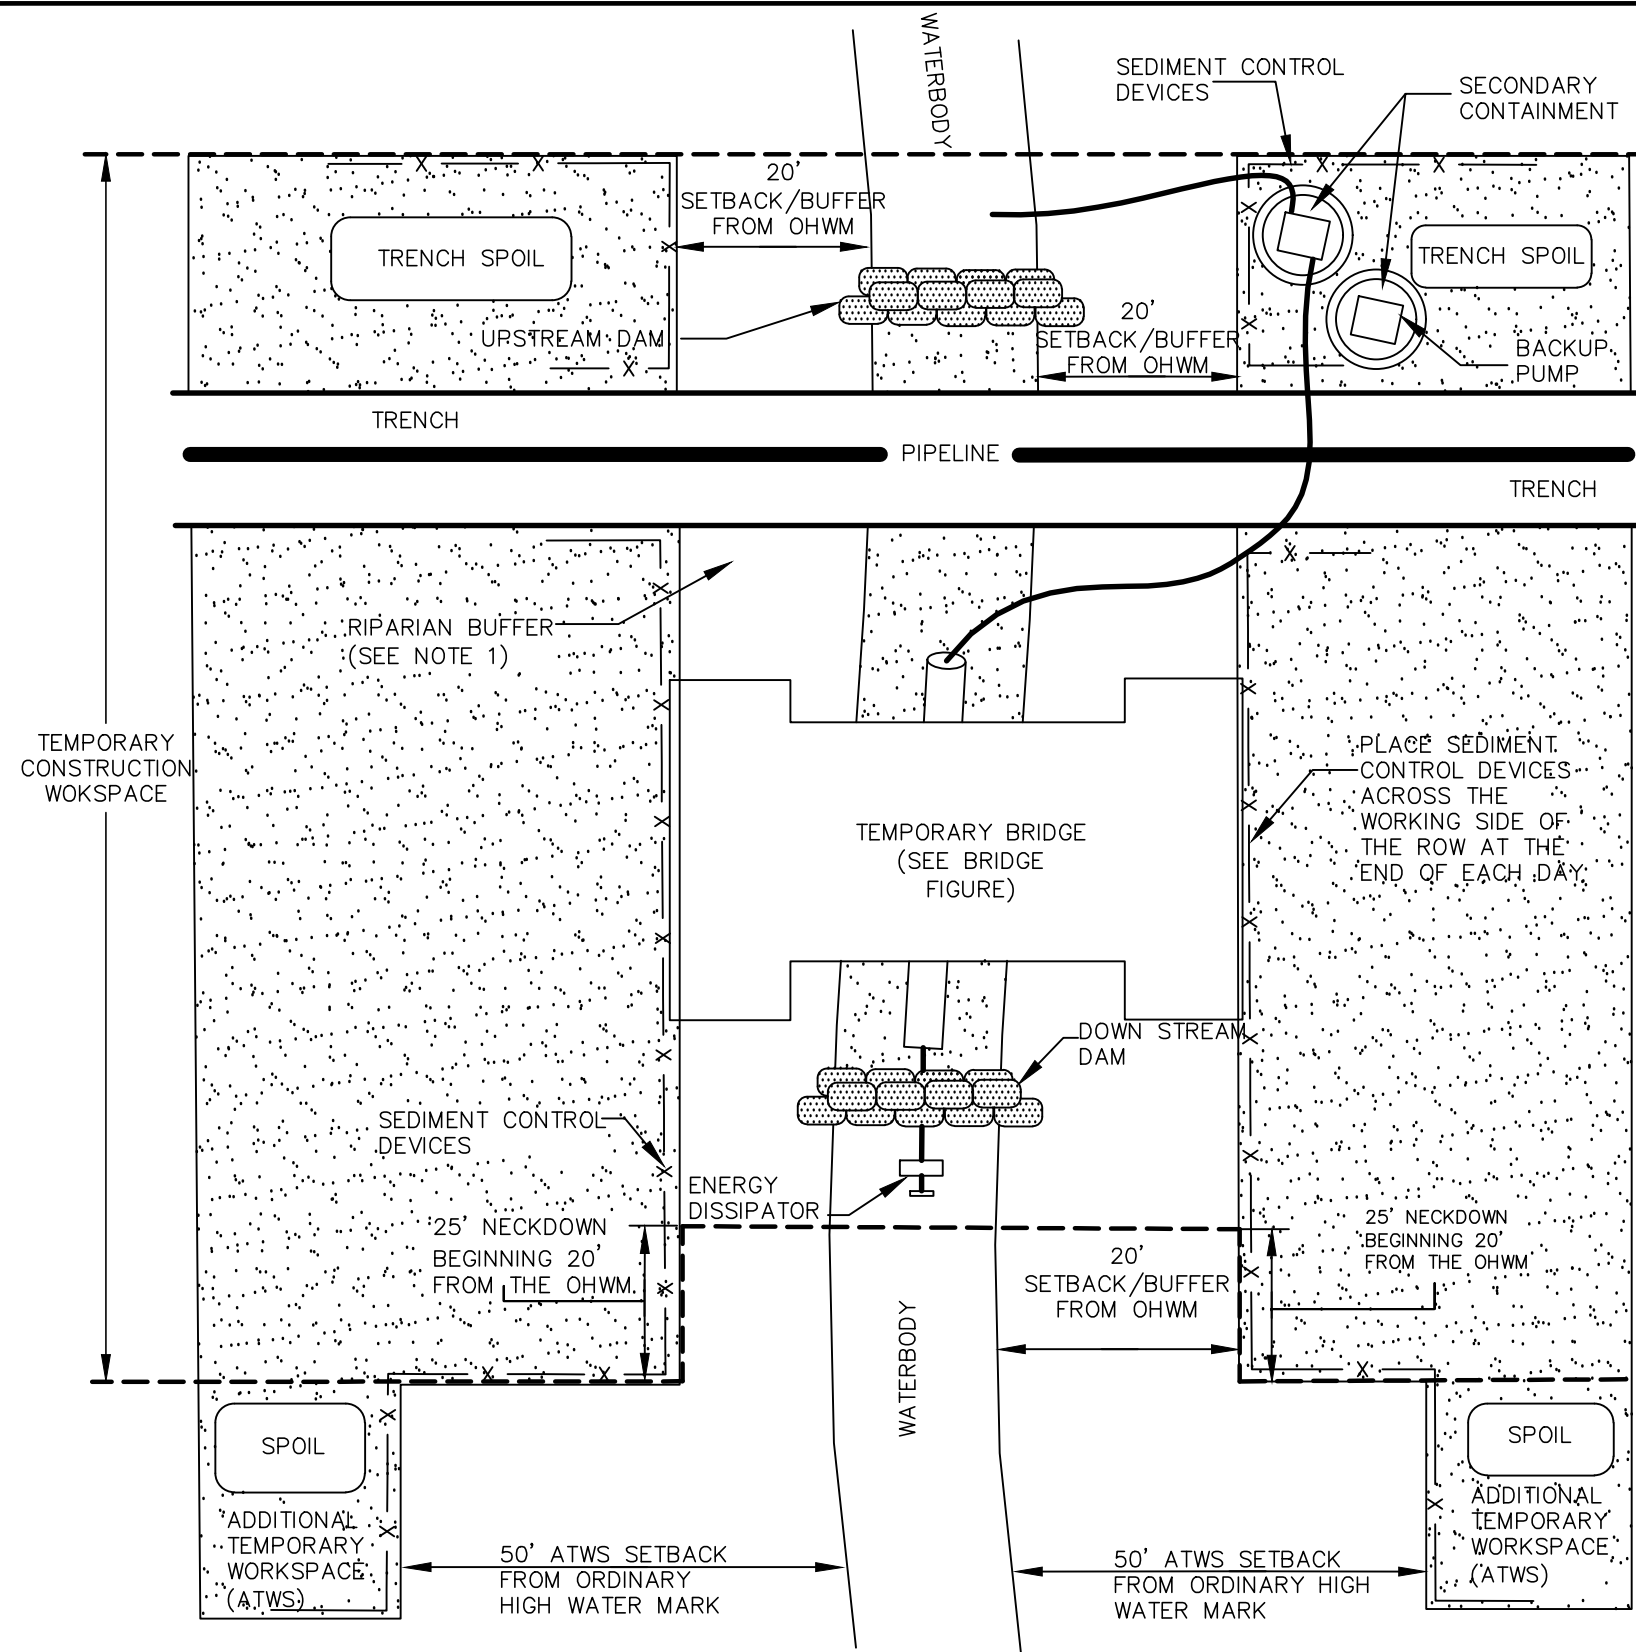 WATERBODY
SEDIMENT CONTROL
DEVICES
SECONDARY
CONTAINMENT
20'
SETBACK/BUFFER
FROM OHWM
TRENCH SPOIL
TRENCH SPOIL
UPSTREAM DAM
20'
SETBACK/BUFFER
FROM OHWM
BACKUP
PUMP
TRENCH
PIPELINE
TRENCH
RIPARIAN BUFFER
(SEE NOTE 1)
TEMPORARY
CONSTRUCTION
WOKSPACE
TEMPORARY BRIDGE
(SEE BRIDGE
FIGURE)
PLACE SEDIMENT
CONTROL DEVICES
ACROSS THE
WORKING SIDE OF
THE ROW AT THE
END OF EACH DAY
DOWN STREAM
DAM
SEDIMENT CONTROL
DEVICES
ENERGY
DISSIPATOR
25' NECKDOWN
BEGINNING 20'
FROM THE OHWM
25' NECKDOWN
BEGINNING 20'
FROM THE OHWM
20'
SETBACK/BUFFER
FROM OHWM
WATERBODY
SPOIL
SPOIL
ADDITIONAL
TEMPORARY
WORKSPACE
(ATWS)
50' ATWS SETBACK
FROM ORDINARY
HIGH WATER MARK
50' ATWS SETBACK
FROM ORDINARY HIGH
WATER MARK
ADDITIONAL
TEMPORARY
WORKSPACE
(ATWS)